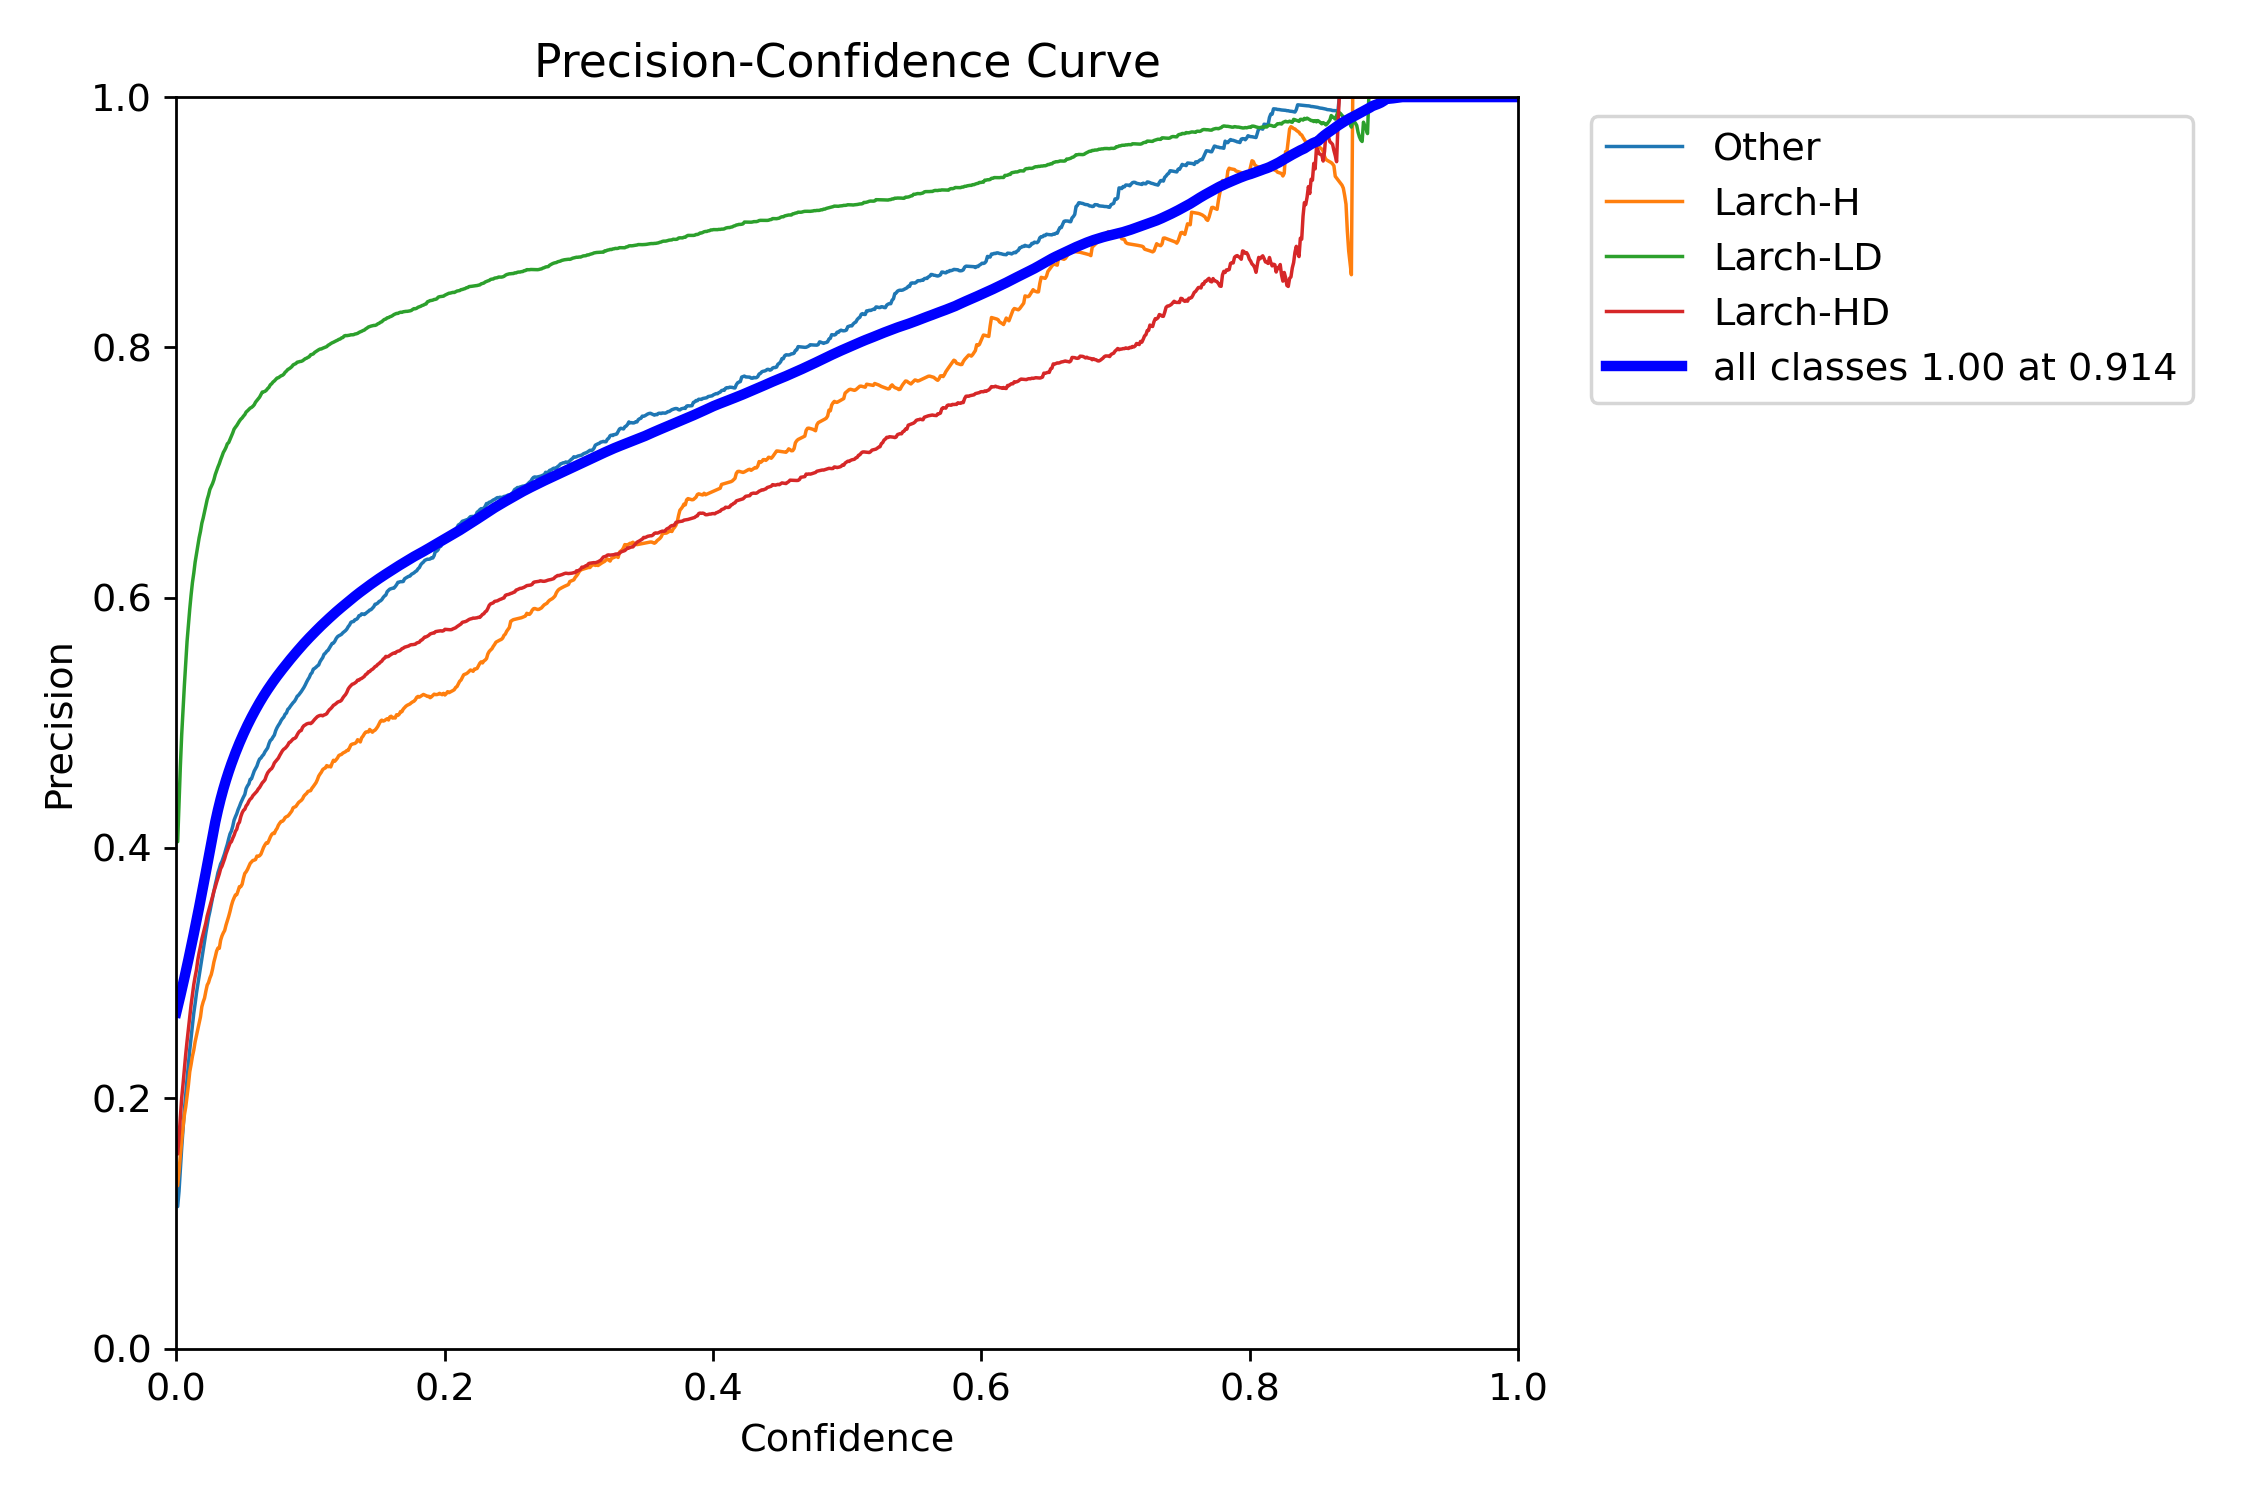 Precision-Confidence Curve
1.0
0.8
0.6
0.4
0.2
0.0
Precision
0.0 0.2 0.4 0.6 0.8 1.0
Confidence
Other
Larch-H
Larch-LD
Larch-HD
all classes 1.00 at 0.914